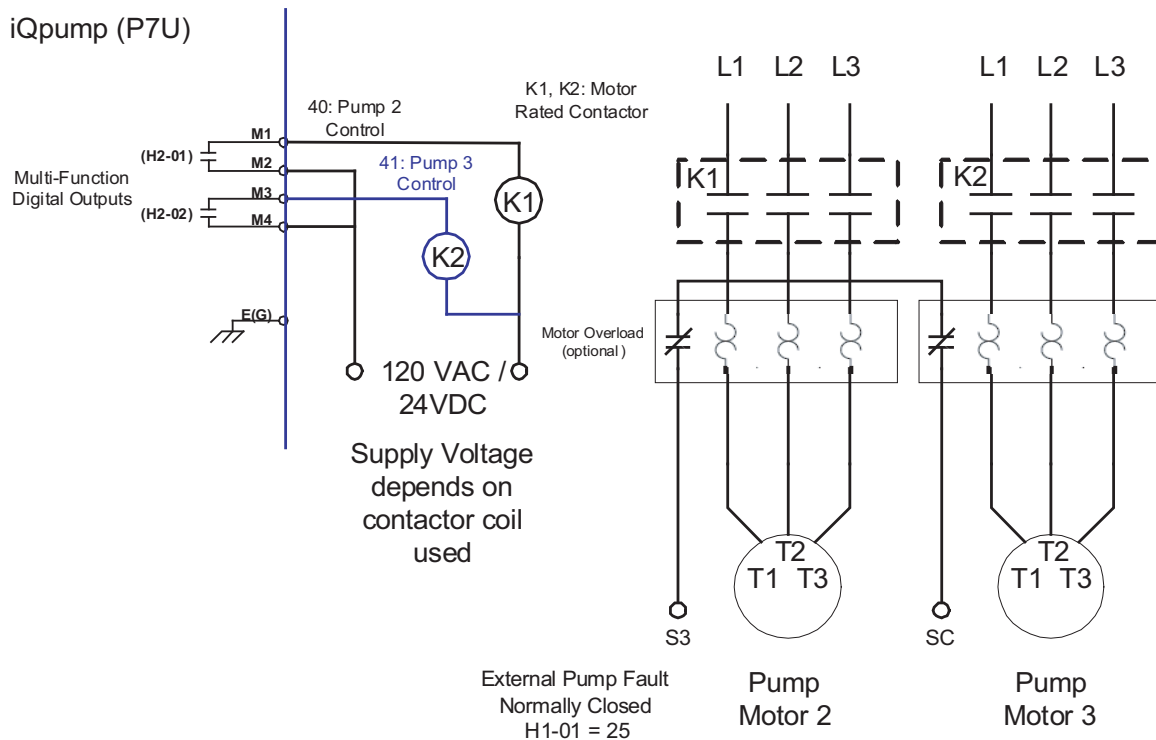 iQpump (P7U)
40: Pump 2
Control
K1, K2: Motor
Rated Contactor
L1 L2 L3
L1 L2 L3
M1
(H2-01)
M2
41: Pump 3
Control
Multi-Function
Digital Outputs
M3
(H2-02)
M4
K1
K2
K1
K2
E(G)
Motor Overload
(optional )
120 VAC /
24VDC
Supply Voltage
depends on
contactor coil
used
T2
T1 T3
T2
T1 T3
S3
SC
External Pump Fault
Normally Closed
H1-01 = 25
Pump
Motor 2
Pump
Motor 3